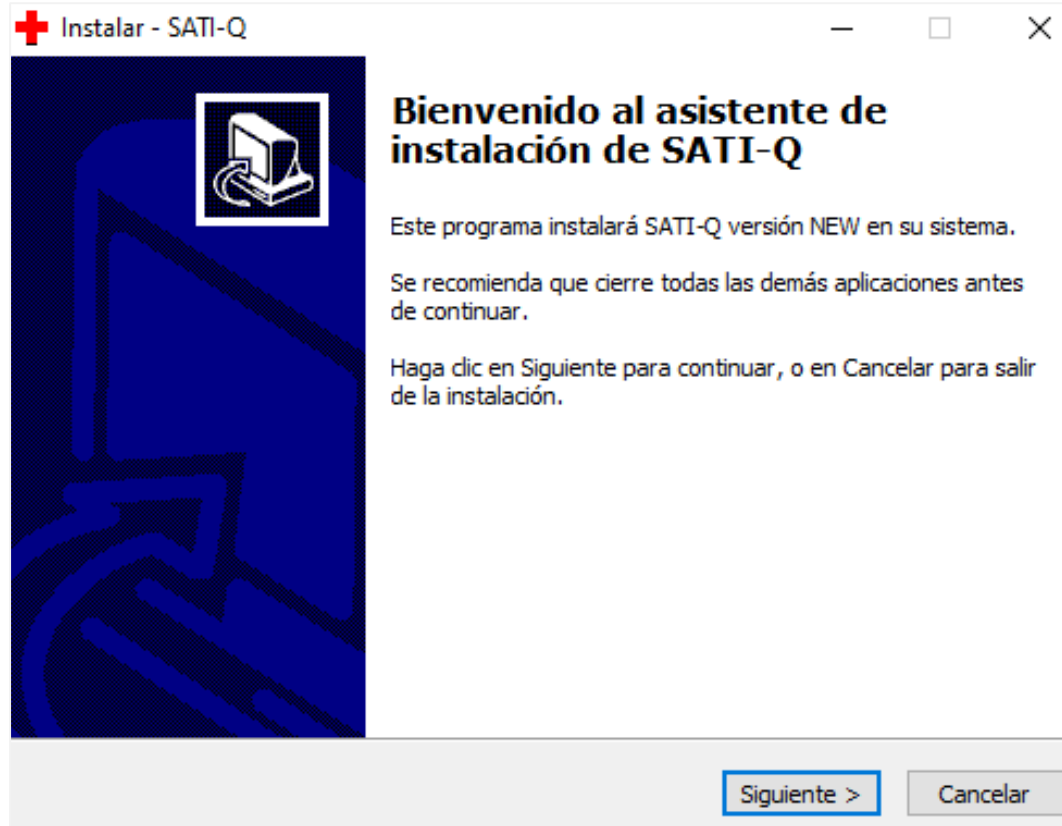 Instalar - SATI-Q
Bienvenido al asistente de
instalación de SATI-Q
Este programa instalará SATI-Q versión NEW en su sistema.
Se recomienda que cierre todas las demás aplicaciones antes
de continuar.
Haga clic en Siguiente para continuar, o en Cancelar para salir
de la instalación.
Siguiente >
Cancelar